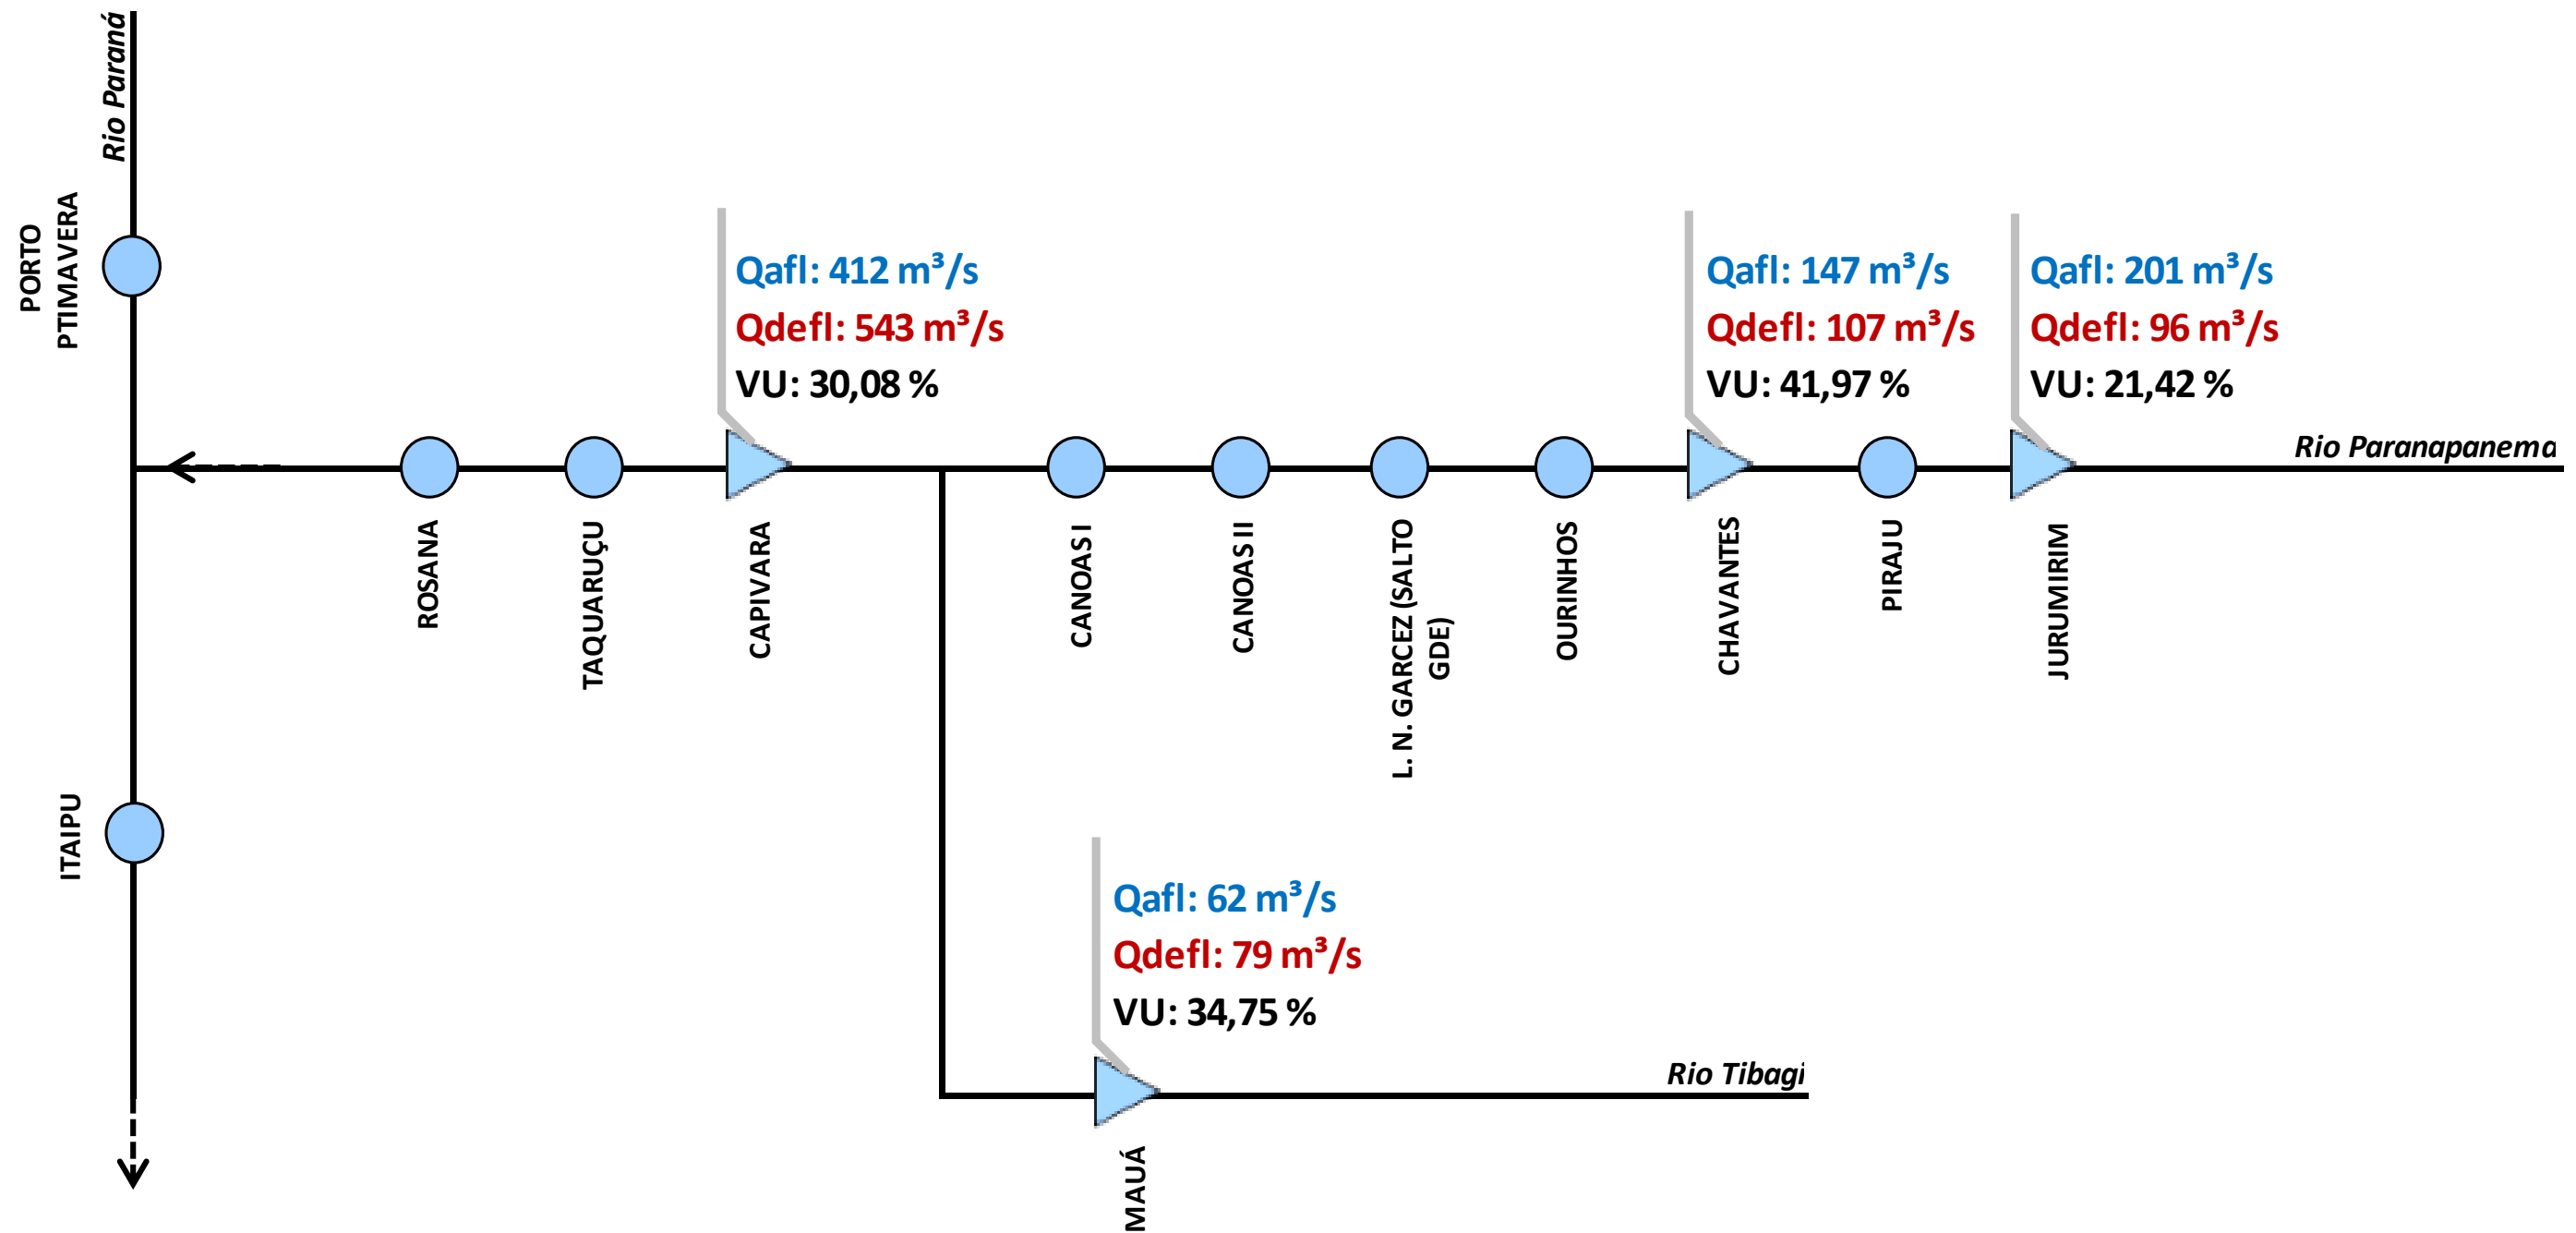 Rio Paraná
PORTO
PTIMAVERA
Qafl: 412 m³/s
Qdefl: 543 m³/s
VU: 30,08 %
Qafl: 147 m³/s
Qdefl: 107 m³/s
VU: 41,97 %
Qafl: 201 m³/s
Qdefl: 96 m³/s
VU: 21,42 %
Rio Paranapanema
ROSANA
TAQUARUÇU
CAPIVARA
CANOAS I
CANOAS II
L. N. GARCEZ (SALTO
GDE)
OURINHOS
CHAVANTES
PIRAJU
JURUMIRIM
ITAIPU
Qafl: 62 m³/s
Qdefl: 79 m³/s
VU: 34,75 %
Rio Tibagi
MAUÁ